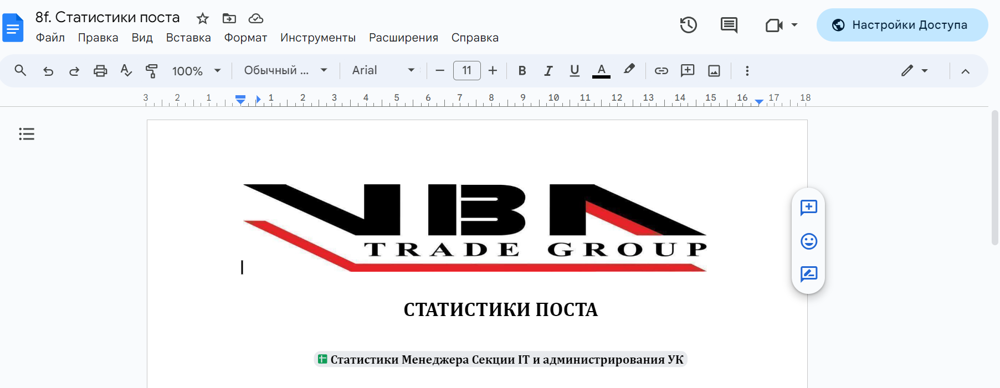 8f. Статистики поста
Файл Правка Вид Вставка Формат Инструменты Расширения Справка
Настройки Доступа
100% Обычный ... Arial 11 B I U A
3 2 1 1 2 3 4 5 6 7 8 9 10 11 12 13 14 15 16 17 18
VBA
TRADE GROUP
СТАТИСТИКИ ПОСТА
Статистики Менеджера Секции IT и администрирования УК